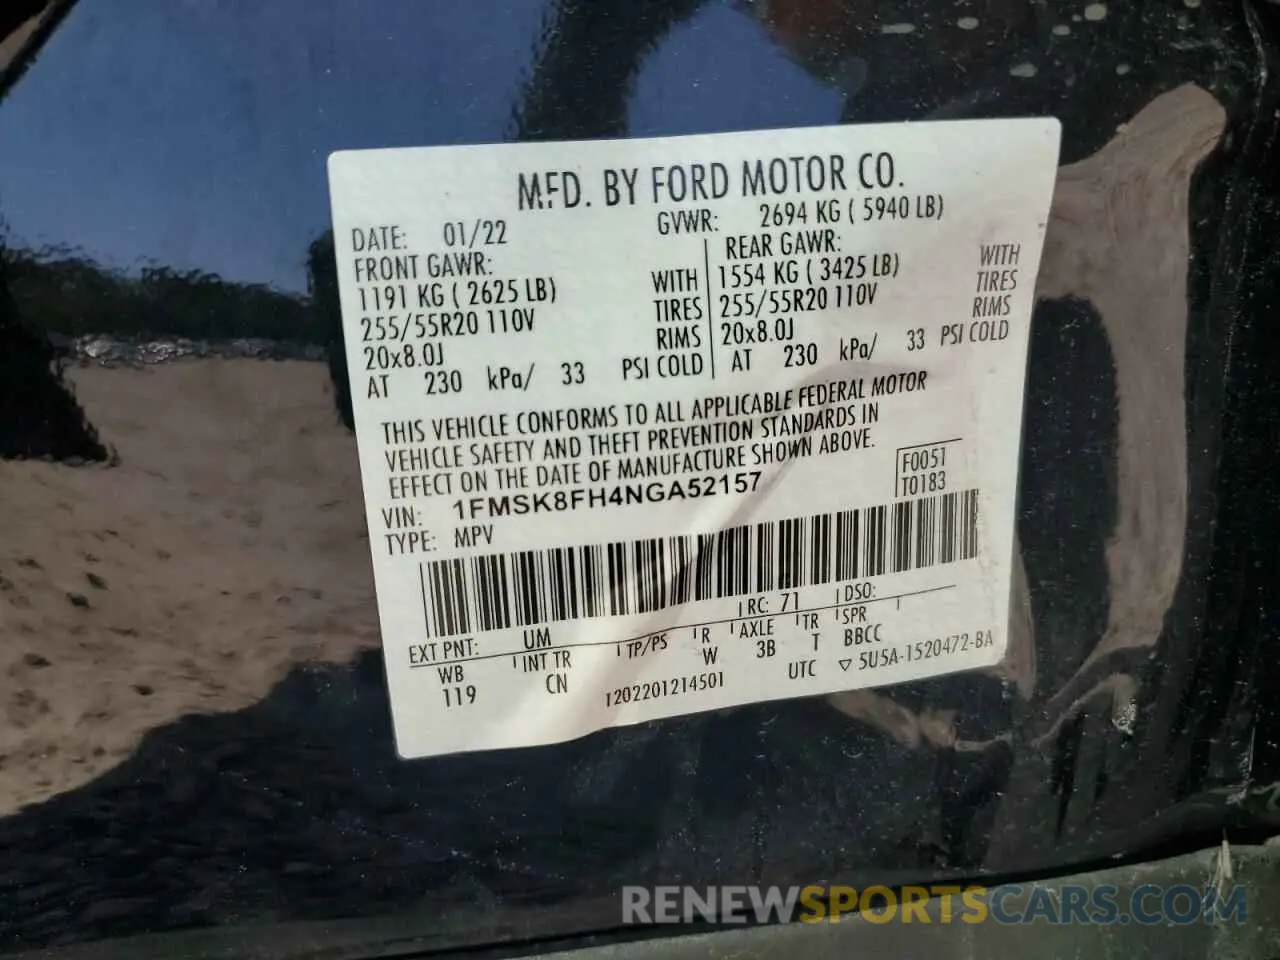 MFD. BY FORD MOTOR CO.
DATE: 01/22 GVWR: 2694 KG ( 5940 LB)
FRONT GAWR: REAR GAWR:
1191 KG ( 2625 LB) WITH 1554 KG ( 3425 LB) WITH
255/55R20 110V TIRES 255/55R20 110V TIRES
20x8.0J RIMS 20x8.0J RIMS
AT 230 kPa/ 33 PSI COLD AT 230 kPa/ 33 PSI COLD
THIS VEHICLE CONFORMS TO ALL APPLICABLE FEDERAL MOTOR
VEHICLE SAFETY AND THEFT PREVENTION STANDARDS IN
EFFECT ON THE DATE OF MANUFACTURE SHOWN ABOVE.
VIN: 1FMSK8FH4NGA52157 F0051
TYPE: MPV T0183
EXT PNT: UM RC: 71 DSO:
WB INT TR TP/PS R AXLE TR SPR
119 CN W 3B T BBCC
1202201214501 UTC ▽ 5U5A-1520472-BA
RENEWSPORTSCARS.COM